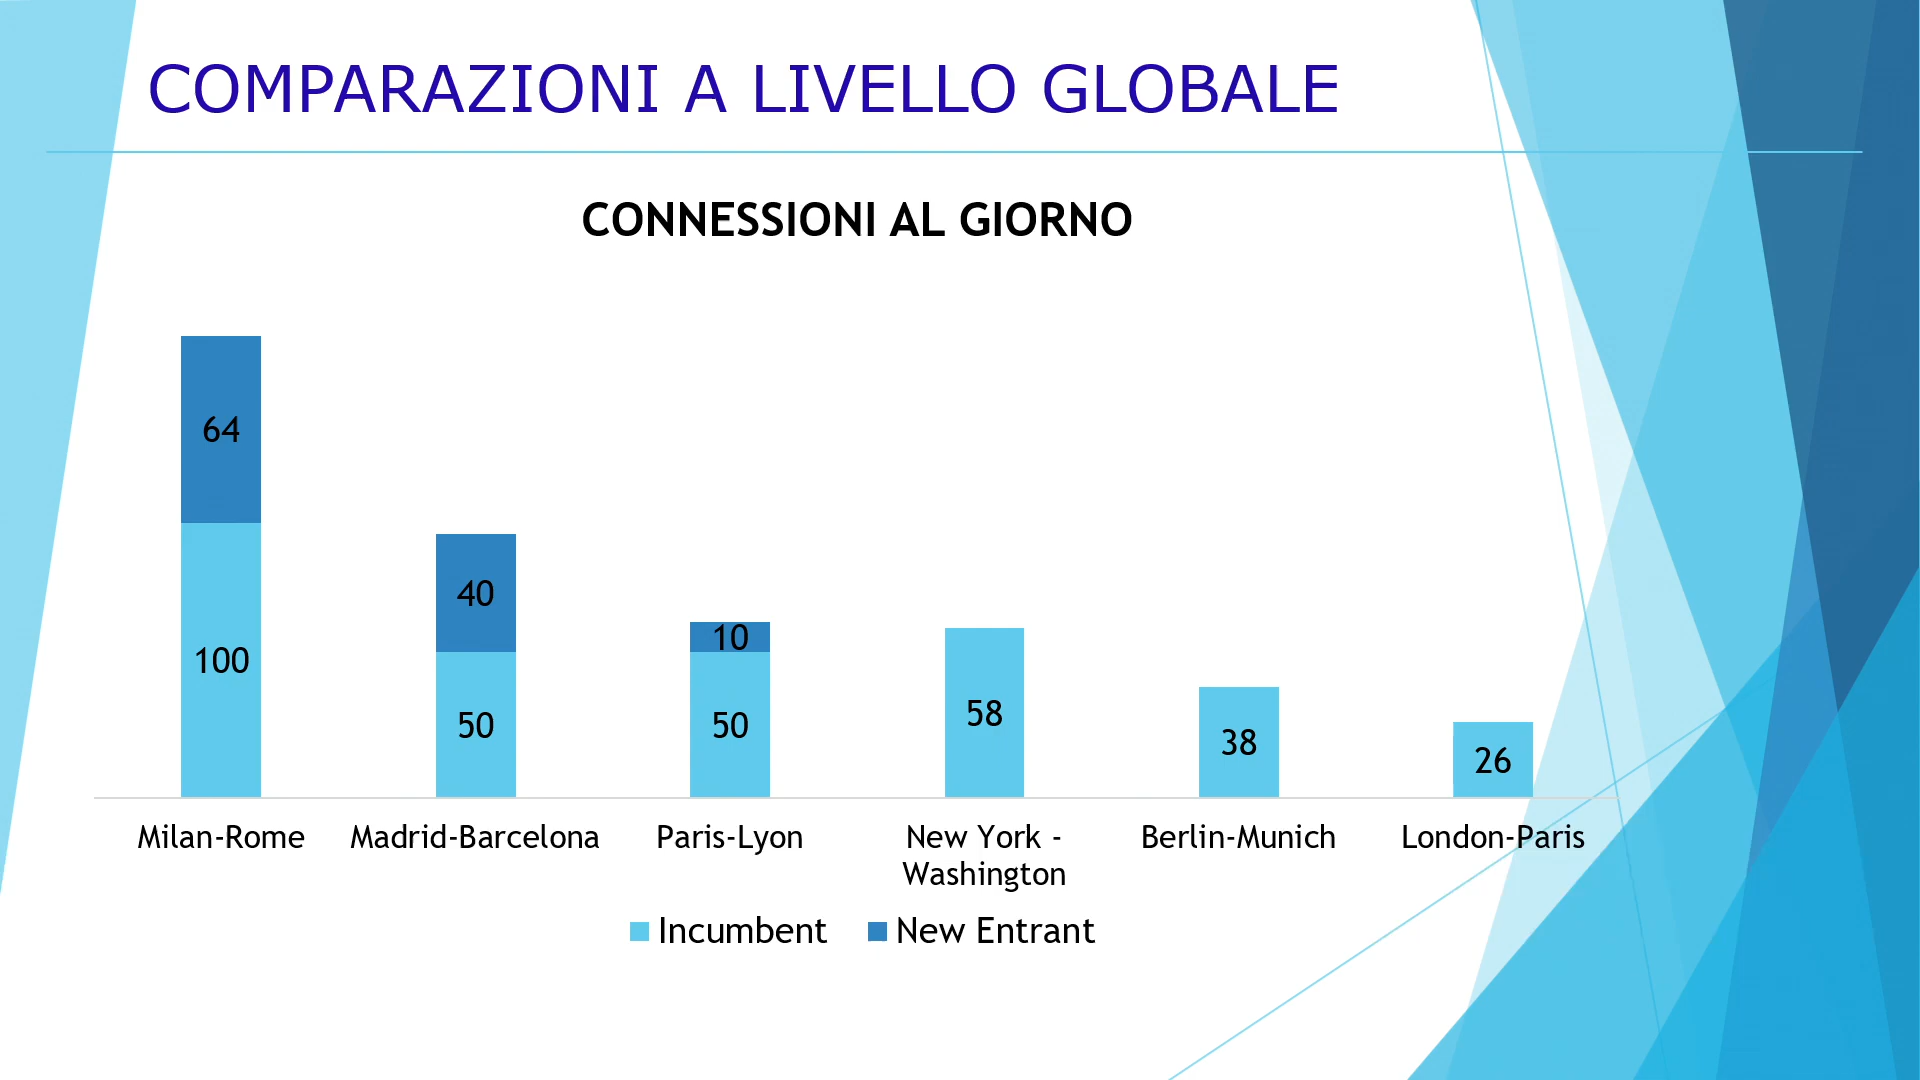 COMPARAZIONI A LIVELLO GLOBALE
CONNESSIONI AL GIORNO
64
100
40
50
10
50
58
38
26
Milan-Rome
Madrid-Barcelona
Paris-Lyon
New York -
Washington
Berlin-Munich
London-Paris
Incumbent
New Entrant